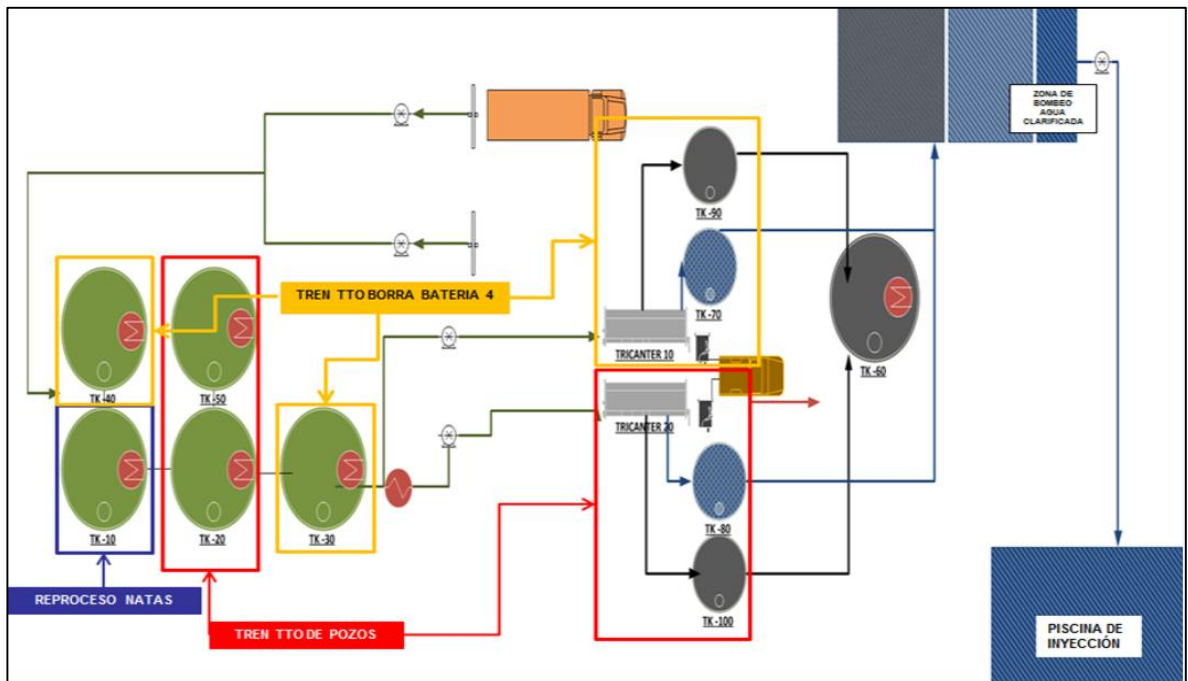 ZONA DE
BOMBEO
AGUA
CLARIFICADA
TK -90
TREN TTO BORRA BATERIA 4
TK -70
TRICANTER 10
TK -60
TK -40
TK -50
TRICANTER 20
TK -10
TK -20
TK -30
TK -80
REPROCESO NATAS
TREN TTO DE POZOS
TK -100
PISCINA DE
INYECCIÓN